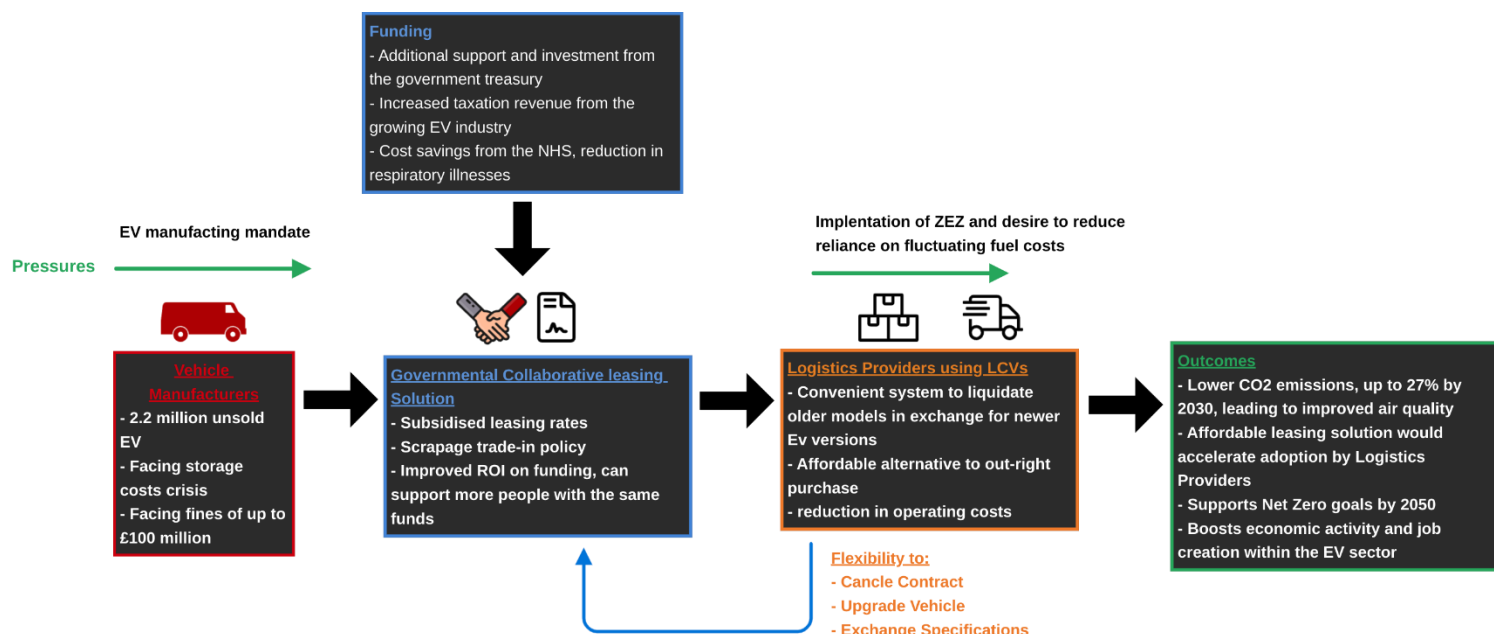 Funding
- Additional support and investment from
the government treasury
- Increased taxation revenue from the
growing EV industry
- Cost savings from the NHS, reduction in
respiratory illnesses
EV manufacting mandate
Implentation of ZEZ and desire to reduce
reliance on fluctuating fuel costs
Pressures
Vehicle
Manufacturers
- 2.2 million unsold
EV
- Facing storage
costs crisis
- Facing fines of up to
£100 million
Governmental Collaborative leasing
Solution
- Subsidised leasing rates
- Scrapage trade-in policy
- Improved ROI on funding, can
support more people with the same
funds
Logistics Providers using LCVs
- Convenient system to liquidate
older models in exchange for newer
Ev versions
- Affordable alternative to out-right
purchase
- reduction in operating costs
Outcomes
- Lower CO2 emissions, up to 27% by
2030, leading to improved air quality
- Affordable leasing solution would
accelerate adoption by Logistics
Providers
- Supports Net Zero goals by 2050
- Boosts economic activity and job
creation within the EV sector
Flexibility to:
- Cancle Contract
- Upgrade Vehicle
- Exchange Specifications